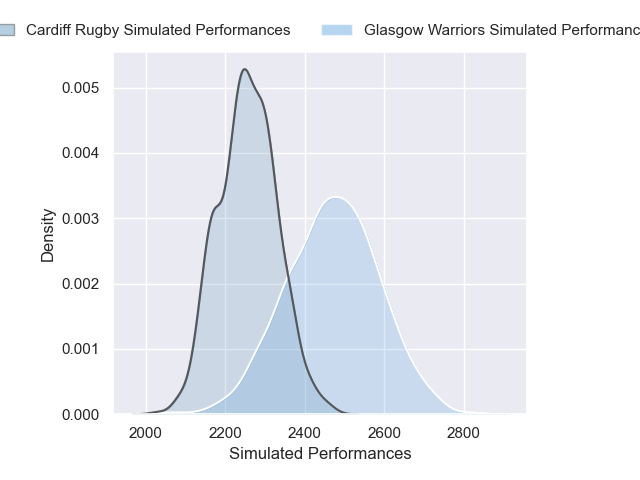 Cardiff Rugby Simulated Performances Glasgow Warriors Simulated Performanc
0.005
0.004
0.003
0.002
0.001
0.000
Density
2000 2200 2400 2600 2800
Simulated Performances